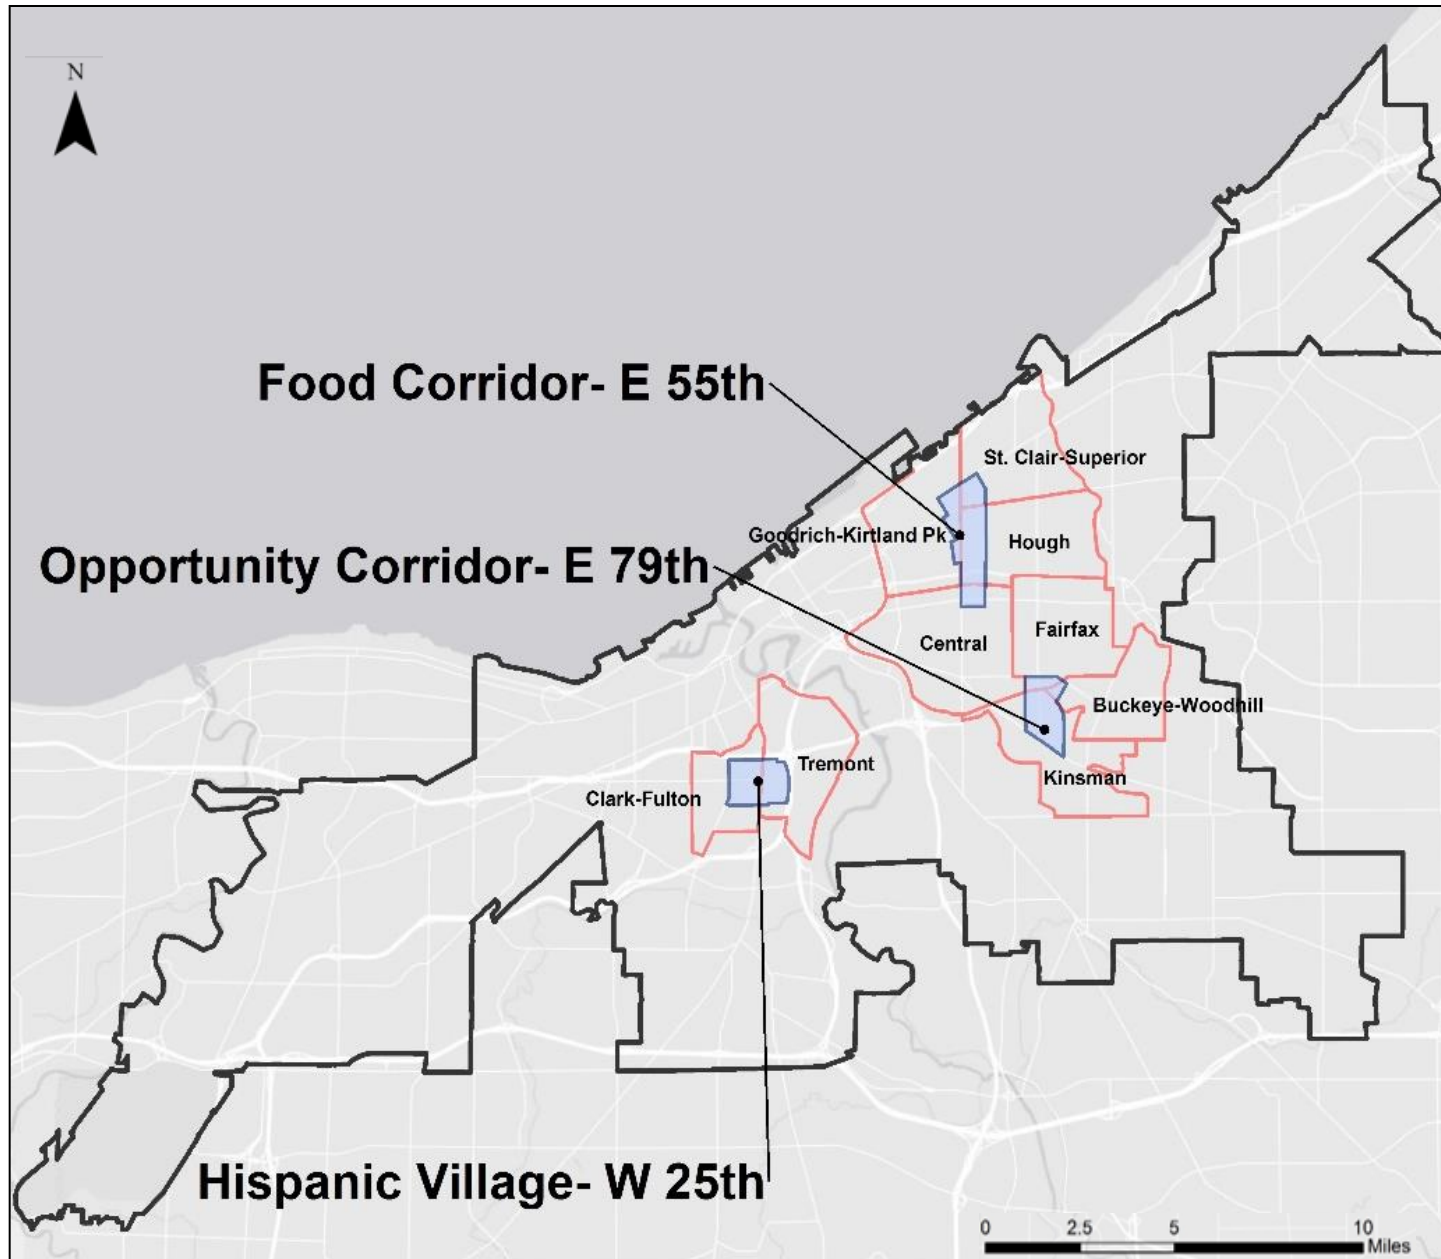 N
Food Corridor- E 55th
St. Clair-Superior
Goodrich-Kirtland Pk
Hough
Opportunity Corridor- E 79th
Fairfax
Central
Buckeye-Woodhill
Tremont
Kinsman
Clark-Fulton
Hispanic Village- W 25th
0 2.5 5 10
Miles